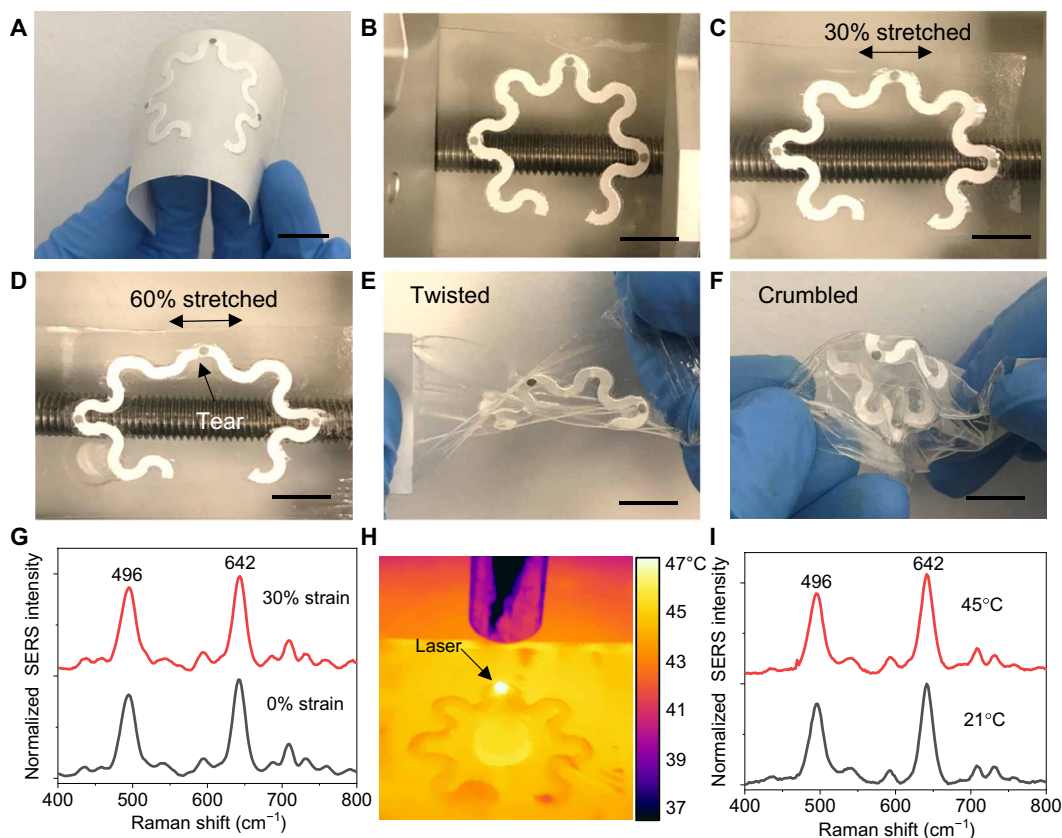 A
B
C
30% stretched
D
60% stretched
Tear
E
Twisted
F
Crumbled
G
Normalized SERS intensity
496
642
30% strain
0% strain
400 500 600 700 800
Raman shift (cm⁻¹)
H
Laser
47°C
45
43
41
39
37
I
Normalized SERS intensity
496
642
45°C
21°C
400 500 600 700 800
Raman shift (cm⁻¹)